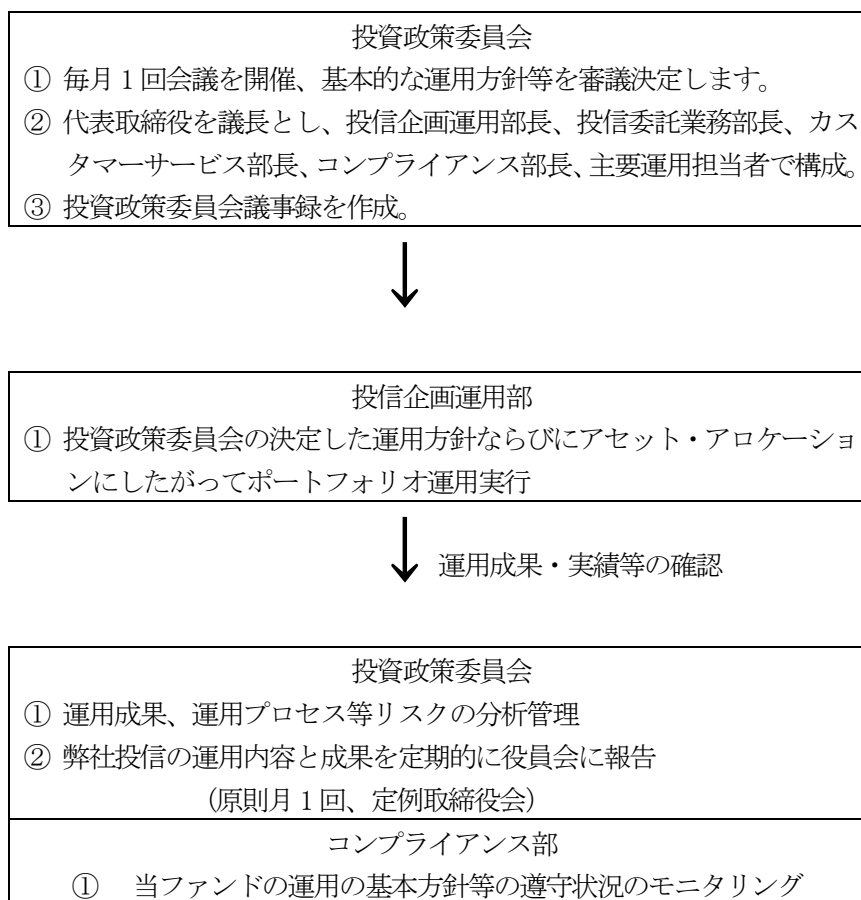 投資政策委員会
① 毎月1回会議を開催、基本的な運用方針等を審議決定します。
② 代表取締役を議長とし、投信企画運用部長、投信委託業務部長、カス
タマーサービス部長、コンプライアンス部長、主要運用担当者で構成。
③ 投資政策委員会議事録を作成。
投信企画運用部
① 投資政策委員会の決定した運用方針ならびにアセット・アロケーショ
ンにしたがってポートフォリオ運用実行
運用成果・実績等の確認
投資政策委員会
① 運用成果、運用プロセス等リスクの分析管理
② 弊社投信の運用内容と成果を定期的に役員会に報告
(原則月1回、定例取締役会)
コンプライアンス部
① 当ファンドの運用の基本方針等の遵守状況のモニタリング